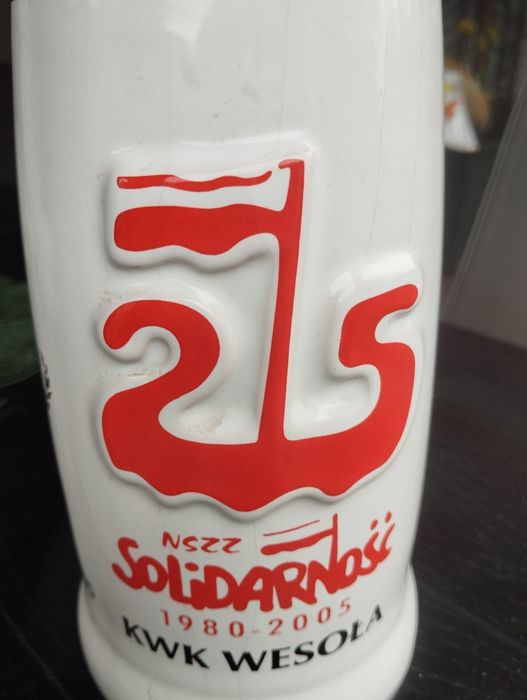 25
NSZZ
SOLiDARNOŚĆ
1980-2005
KWK WESOŁA